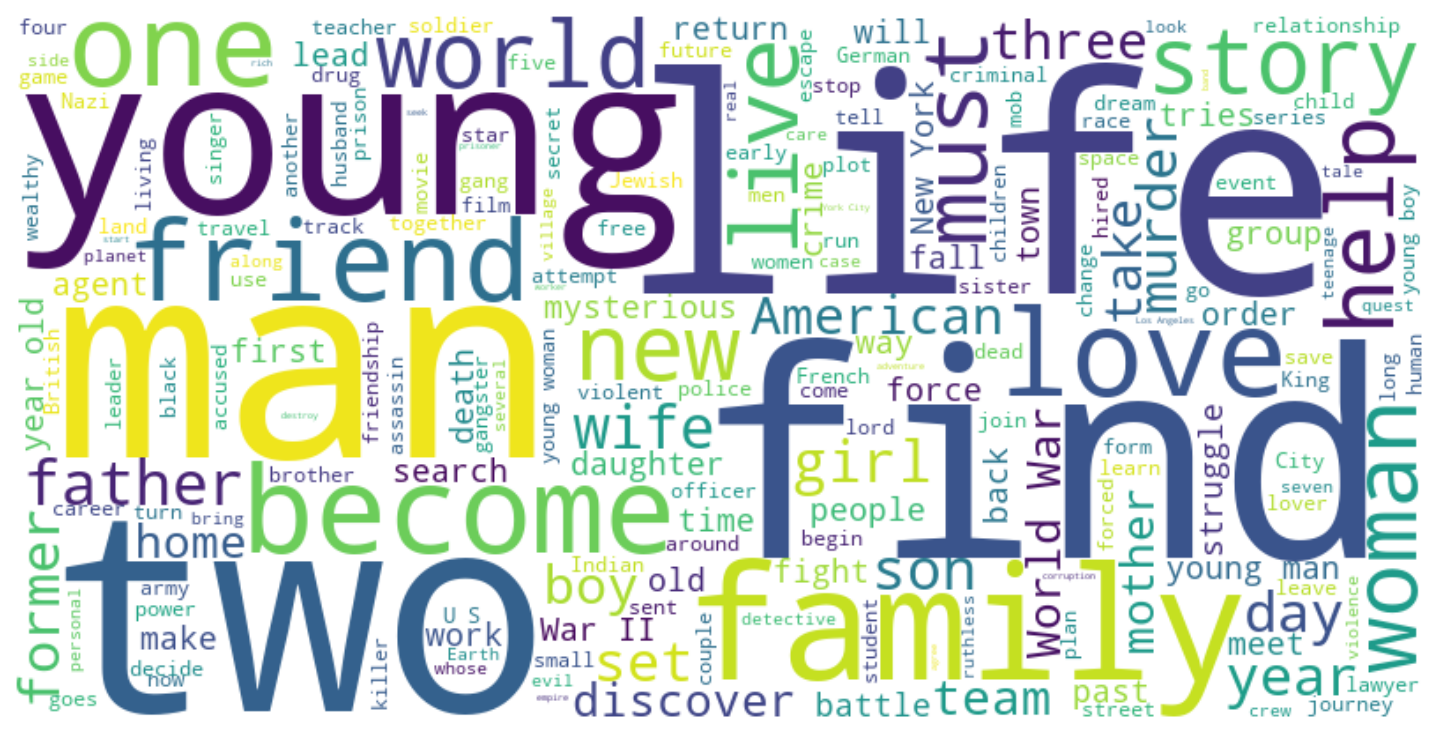 four
one
teacher
soldier
return
will
three
look
relationship
side
game
rich
lead
drug
world
five
future
German
must
story
Nazi
young
life
live
escape
stop
criminal
mob
dream
race
tries
child
series
singer
another
husband
prison
star
seek
prisoner
movie
secret
real
care
tell
New York
band
help
wealthy
living
gang
film
Jewish
early
men
plot
crime
space
murder
event
tale
land
travel
track
together
village
free
women
York City
run
case
children
town
hired
take
group
boy
start
planet
friend
along
use
attempt
fall
sister
change
go
teenage
young boy
agent
worker
mysterious
American
Los Angeles
order
quest
year old
British
man
first
new
way
dead
love
save
King
long
human
leader
black
accused
destroy
friendship
assassin
death
gangster
several
young woman
violent
police
French
come
adventure
force
find
wife
lord
join
World War
form
learn
struggle
City
seven
lover
woman
father
brother
search
daughter
girl
back
career
turn
bring
become
officer
time
people
forced
mother
former
home
around
begin
two
army
power
make
decide
now
personal
goes
killer
U S
work
Earth
whose
Indian
boy
old
sent
War II
small
evil
empire
set
discover
fight
son
couple
family
detective
student
agree
ruthless
corruption
plan
young man
leave
day
meet
violence
year
lawyer
battle
team
past
street
crew
journey